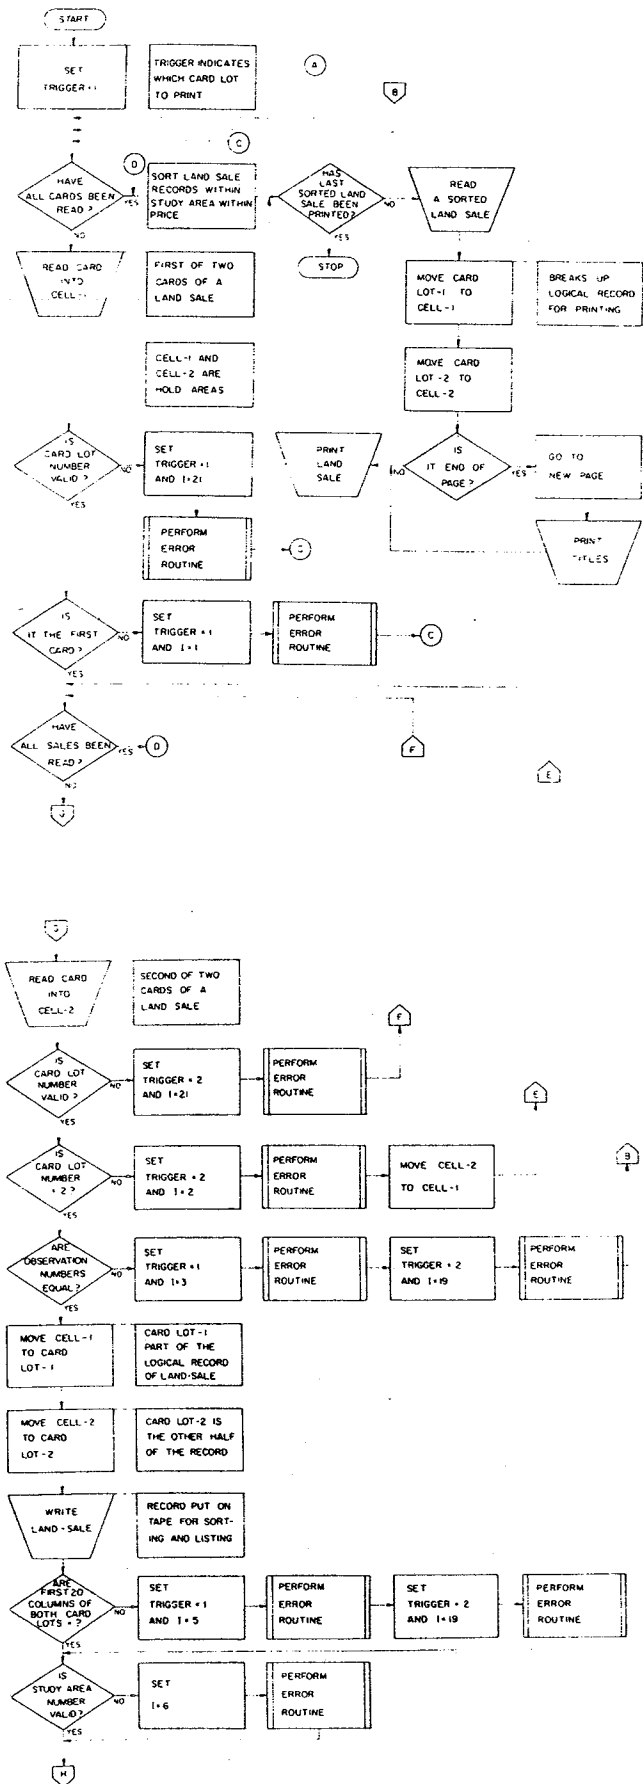 START
SET
TRIGGER=1
TRIGGER INDICATES
WHICH CARD LOT
TO PRINT
A
B
C
D
HAVE
ALL CARDS BEEN
READ?
YES
NO
SORT LAND SALE
RECORDS WITHIN
STUDY AREA WITHIN
PRICE
HAS
LAST
SORTED LAND
SALE BEEN
PRINTED?
NO
YES
READ
A SORTED
LAND SALE
STOP
READ CARD
INTO
CELL-1
FIRST OF TWO
CARDS OF A
LAND SALE
MOVE CARD
LOT-1 TO
CELL-1
BREAKS UP
LOGICAL RECORD
FOR PRINTING
CELL-1 AND
CELL-2 ARE
HOLD AREAS
MOVE CARD
LOT-2 TO
CELL-2
IS
CARD LOT
NUMBER
VALID?
NO
YES
SET
TRIGGER=1
AND I=21
PRINT
LAND
SALE
NO
IS
IT END OF
PAGE?
YES
GO TO
NEW PAGE
PERFORM
ERROR
ROUTINE
PRINT
TITLES
IS
IT THE FIRST
CARD?
NO
YES
SET
TRIGGER=1
AND I=1
PERFORM
ERROR
ROUTINE
C
HAVE
ALL SALES BEEN
READ?
YES
D
NO
F
E
G
G
READ CARD
INTO
CELL-2
SECOND OF TWO
CARDS OF A
LAND SALE
F
IS
CARD LOT
NUMBER
VALID?
NO
YES
SET
TRIGGER=2
AND I=21
PERFORM
ERROR
ROUTINE
E
IS
CARD LOT
NUMBER
=2?
NO
YES
SET
TRIGGER=2
AND I=2
PERFORM
ERROR
ROUTINE
MOVE CELL-2
TO CELL-1
B
ARE
OBSERVATION
NUMBERS
EQUAL?
NO
YES
SET
TRIGGER=1
AND I=3
PERFORM
ERROR
ROUTINE
SET
TRIGGER=2
AND I=19
PERFORM
ERROR
ROUTINE
MOVE CELL-1
TO CARD
LOT-1
CARD LOT-1
PART OF THE
LOGICAL RECORD
OF LAND-SALE
MOVE CELL-2
TO CARD
LOT-2
CARD LOT-2 IS
THE OTHER HALF
OF THE RECORD
WRITE
LAND-SALE
RECORD PUT ON
TAPE FOR SORT-
ING AND LISTING
ARE
FIRST 20
COLUMNS OF
BOTH CARD
LOTS=?
NO
YES
SET
TRIGGER=1
AND I=5
PERFORM
ERROR
ROUTINE
SET
TRIGGER=2
AND I=19
PERFORM
ERROR
ROUTINE
IS
STUDY AREA
NUMBER
VALID?
NO
YES
SET
I=6
PERFORM
ERROR
ROUTINE
H